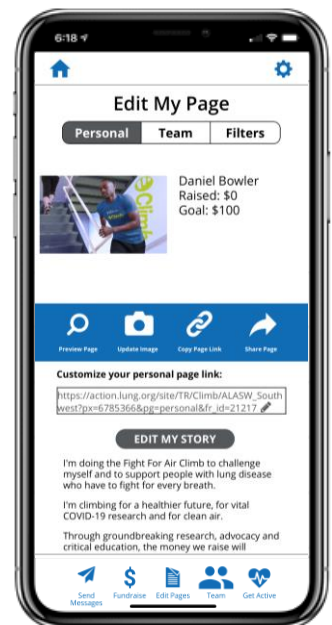 6:18
Edit My Page
Personal Team Filters
Climb
Daniel Bowler
Raised: $0
Goal: $100
Preview Page Update Image Copy Page Link Share Page
Customize your personal page link:
https://action.lung.org/site/TR/Climb/ALASW_South
west?px=6785366&pg=personal&fr_id=21217
EDIT MY STORY
I'm doing the Fight For Air Climb to challenge
myself and to support people with lung disease
who have to fight for every breath.
I'm climbing for a healthier future, for vital
COVID-19 research and for clean air.
Through groundbreaking research, advocacy and
critical education, the money we raise will
Send Messages Fundraise Edit Pages Team Get Active